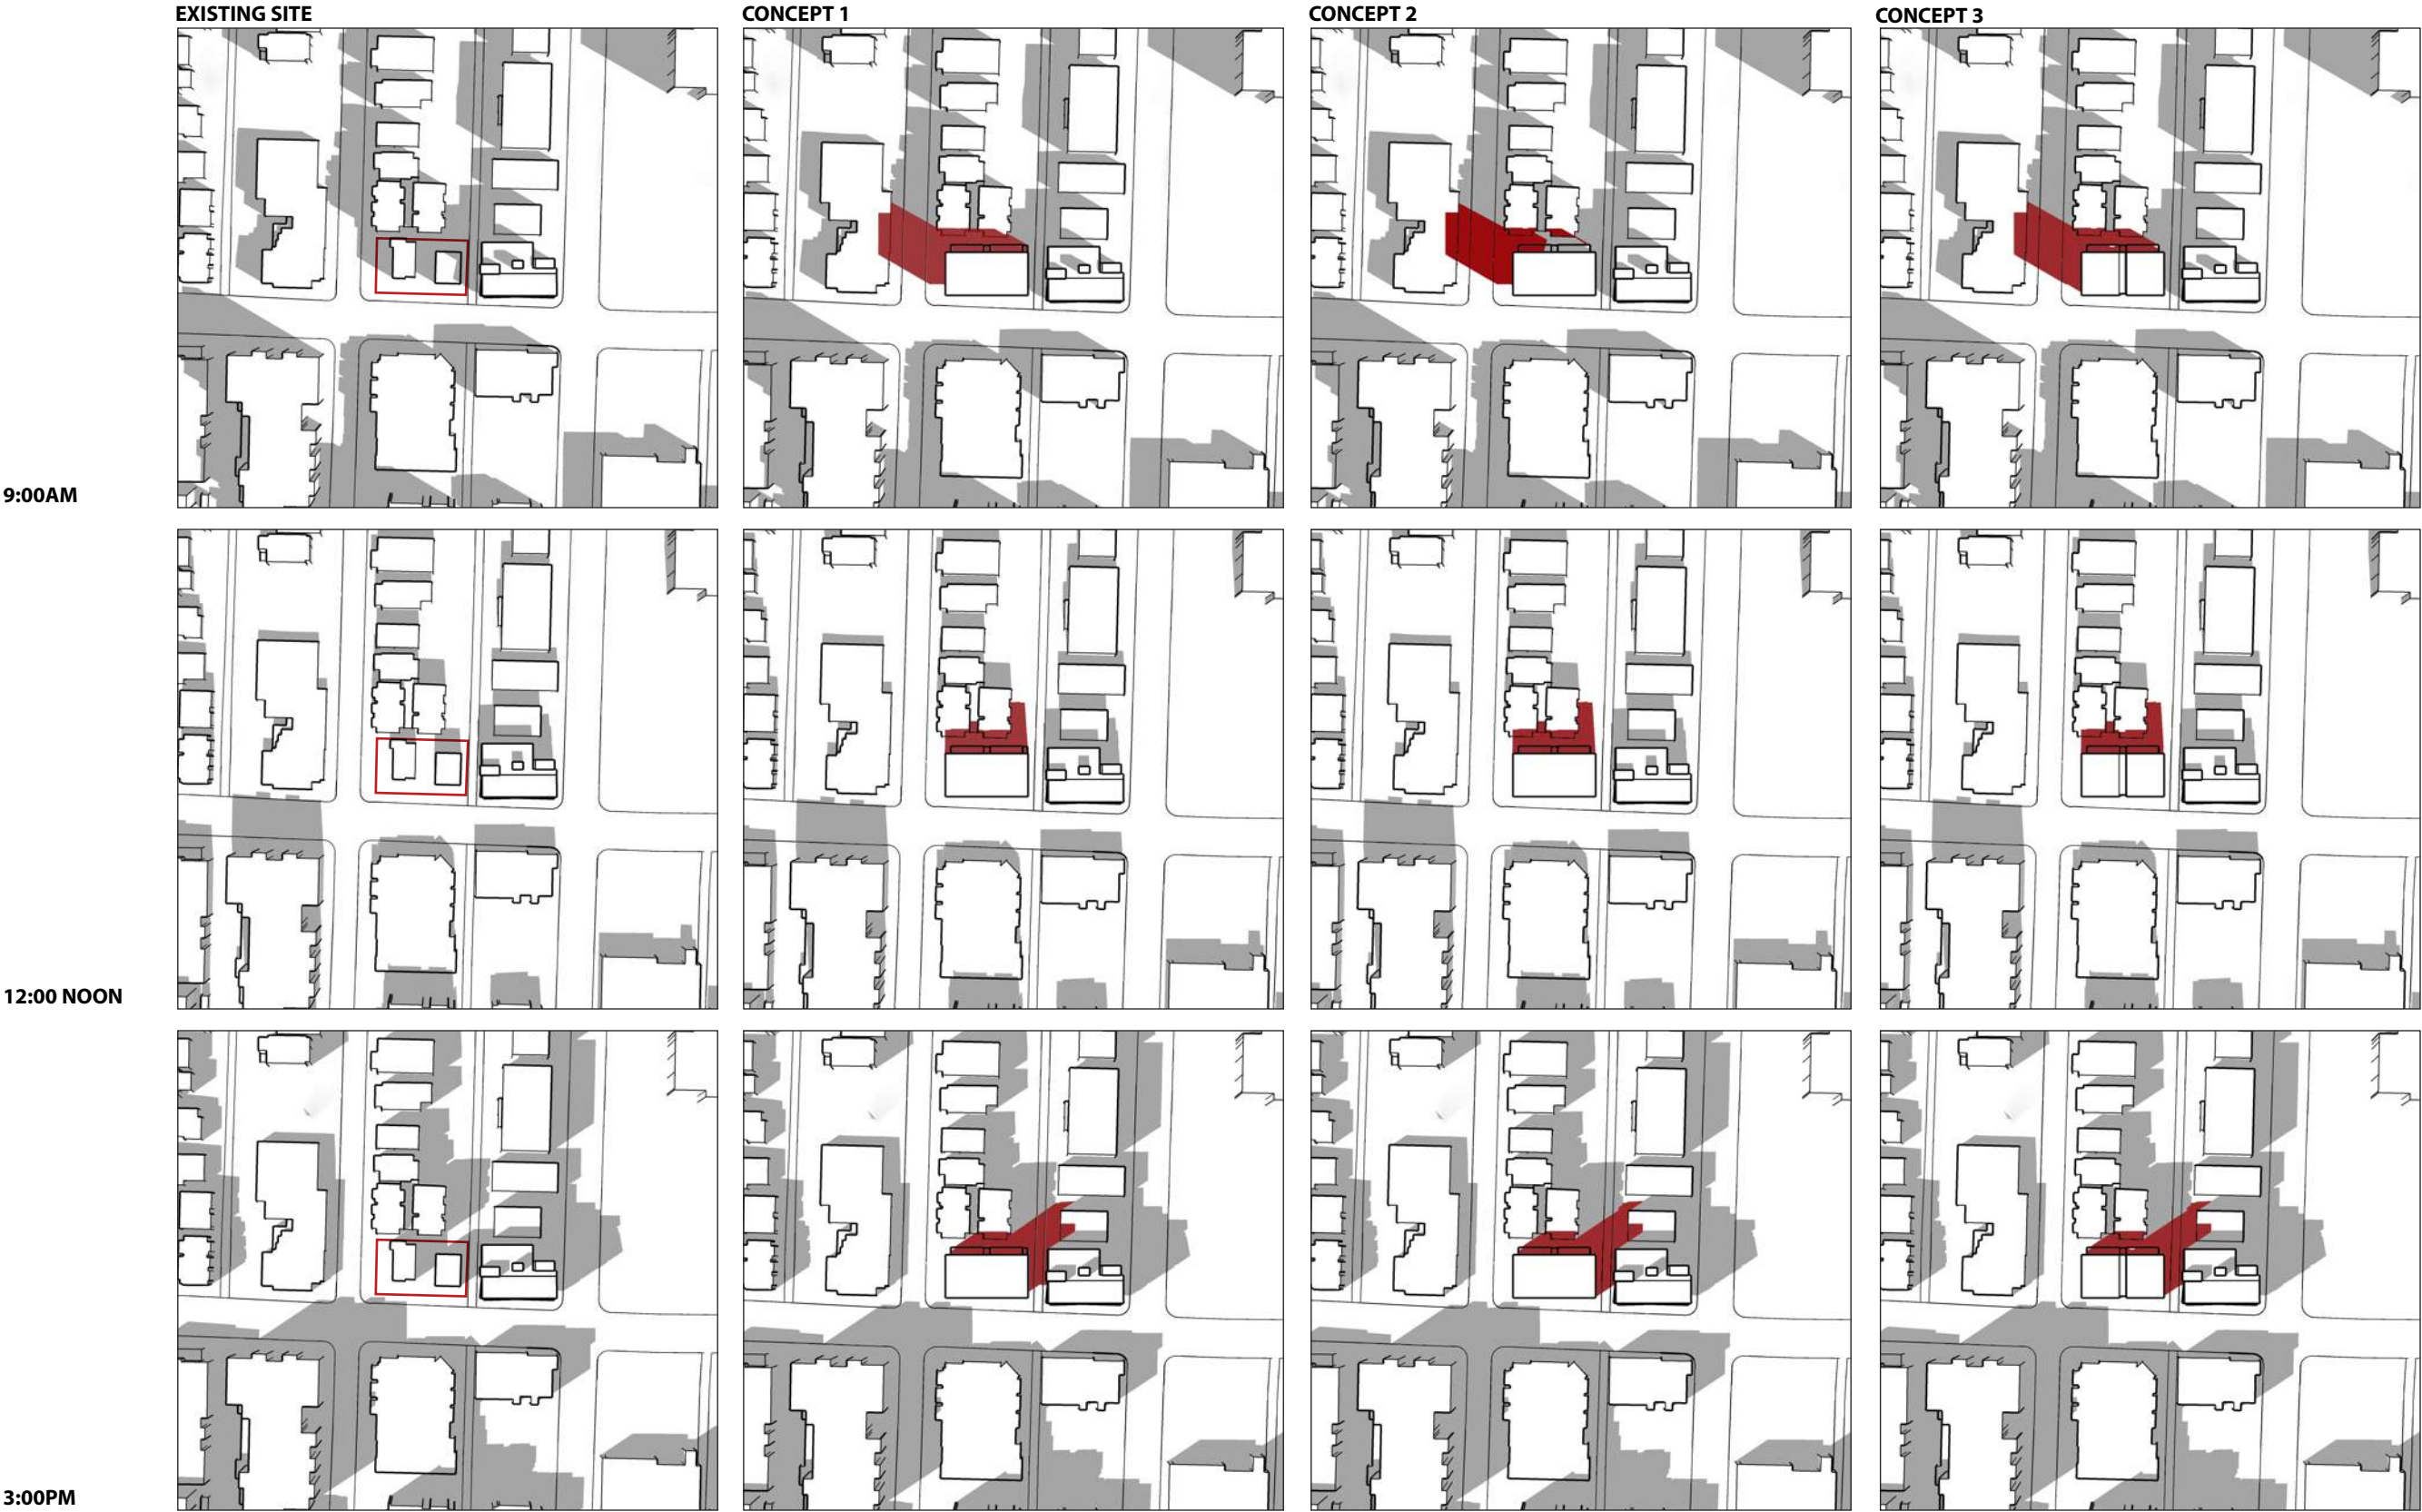 EXISTING SITE
CONCEPT 1
CONCEPT 2
CONCEPT 3
9:00AM
12:00 NOON
3:00PM